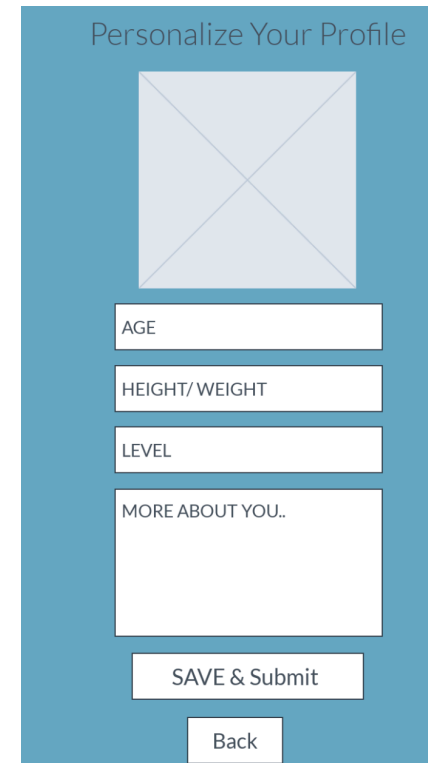 Personalize Your Profile
AGE
HEIGHT/ WEIGHT
LEVEL
MORE ABOUT YOU..
SAVE & Submit
Back